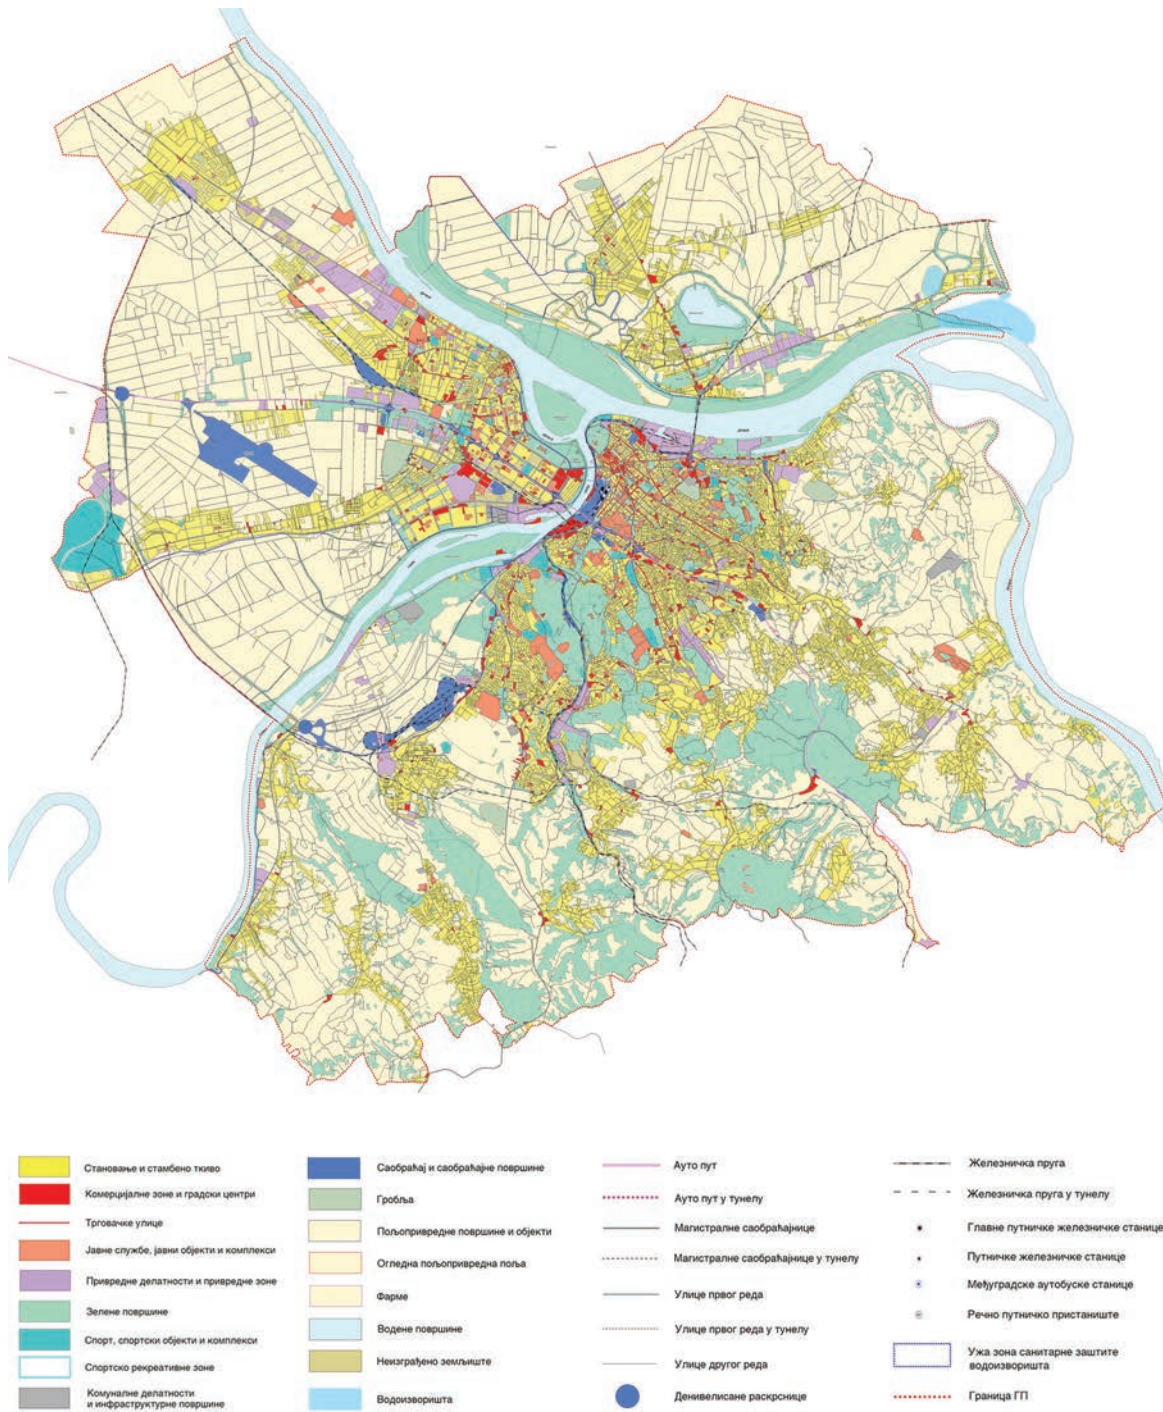 Становање и стамбено ткиво
Комерцијалне зоне и градски центри
Трговачке улице
Јавне службе, јавни објекти и комплекси
Привредне делатности и привредне зоне
Зелене површине
Спорт, спортски објекти и комплекси
Спортско рекреативне зоне
Комуналне делатности
и инфраструктурне површине
Саобраћај и саобраћајне површине
Гробља
Пољопривредне површине и објекти
Огледна пољопривредна поља
Фарме
Водене површине
Неизграђено земљиште
Водоизворишта
Ауто пут
Ауто пут у тунелу
Магистралне саобраћајнице
Магистралне саобраћајнице у тунелу
Улице првог реда
Улице првог реда у тунелу
Улице другог реда
Денивелисане раскрснице
Железничка пруга
Железничка пруга у тунелу
Главне путничке железничке станице
Путничке железничке станице
Међуградске аутобуске станице
Речно путничко пристаниште
Ужа зона санитарне заштите
водоизворишта
Граница ГП